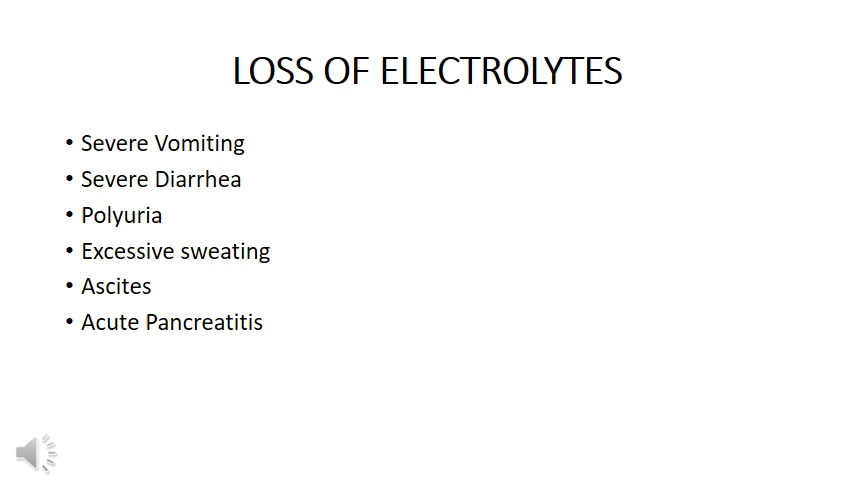 LOSS OF ELECTROLYTES
• Severe Vomiting
• Severe Diarrhea
• Polyuria
• Excessive sweating
• Ascites
• Acute Pancreatitis